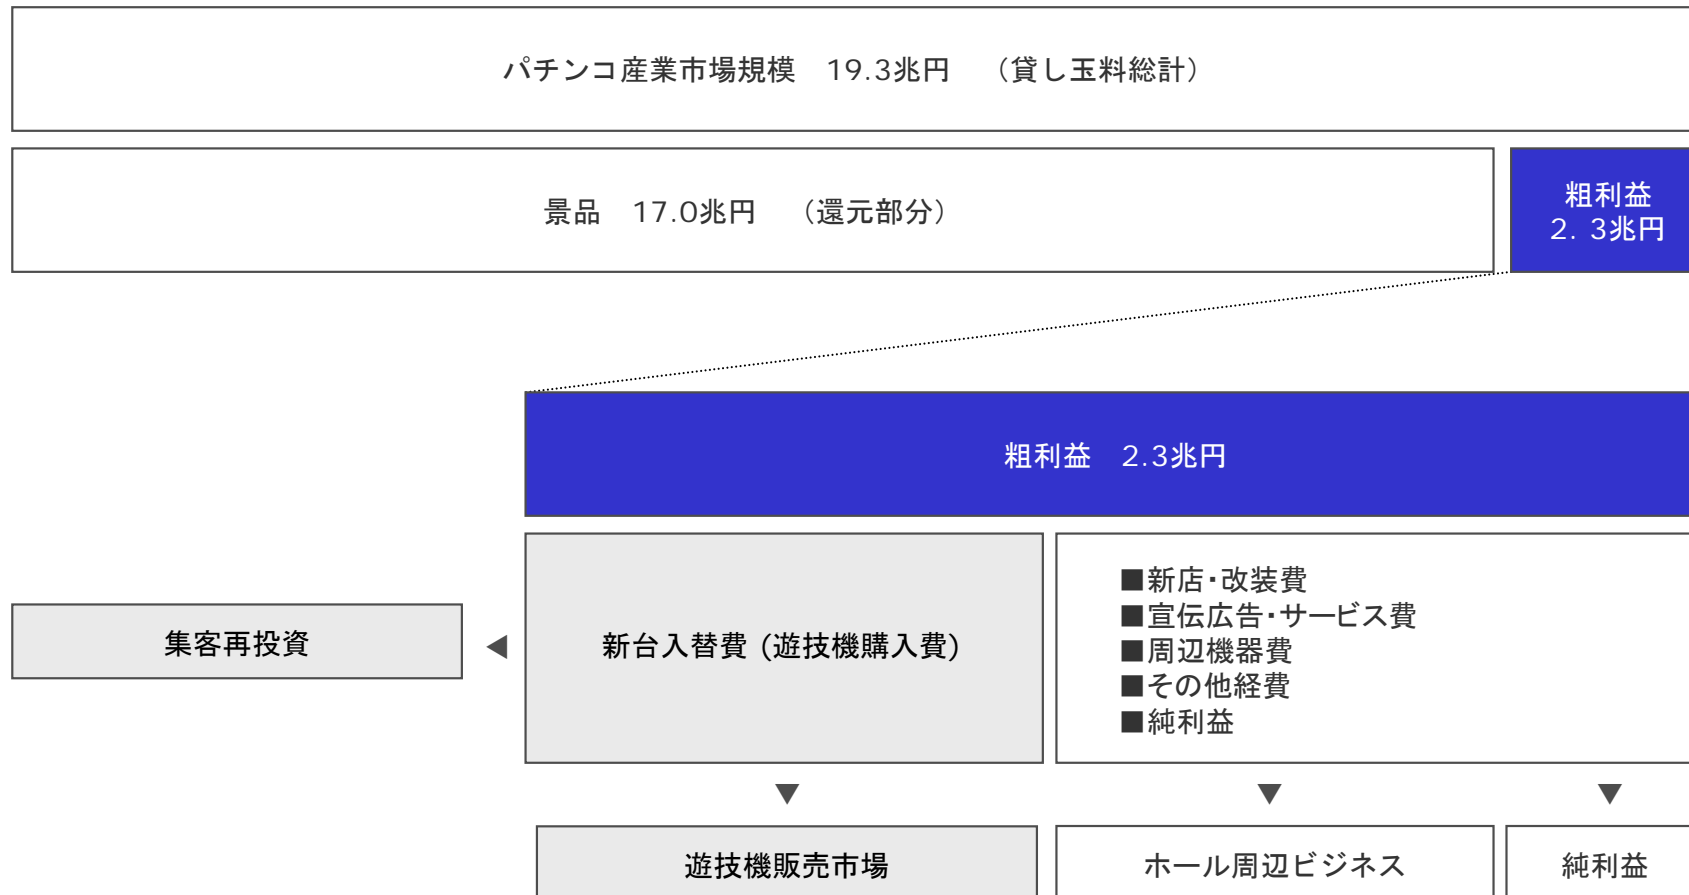 パチンコ産業市場規模　19.3兆円　（貸し玉料総計）
景品　17.0兆円　（還元部分）
粗利益
2. 3兆円
粗利益　2.3兆円
集客再投資
◀
新台入替費 (遊技機購入費)
■新店・改装費
■宣伝広告・サービス費
■周辺機器費
■その他経費
■純利益
▼
▼
▼
遊技機販売市場
ホール周辺ビジネス
純利益